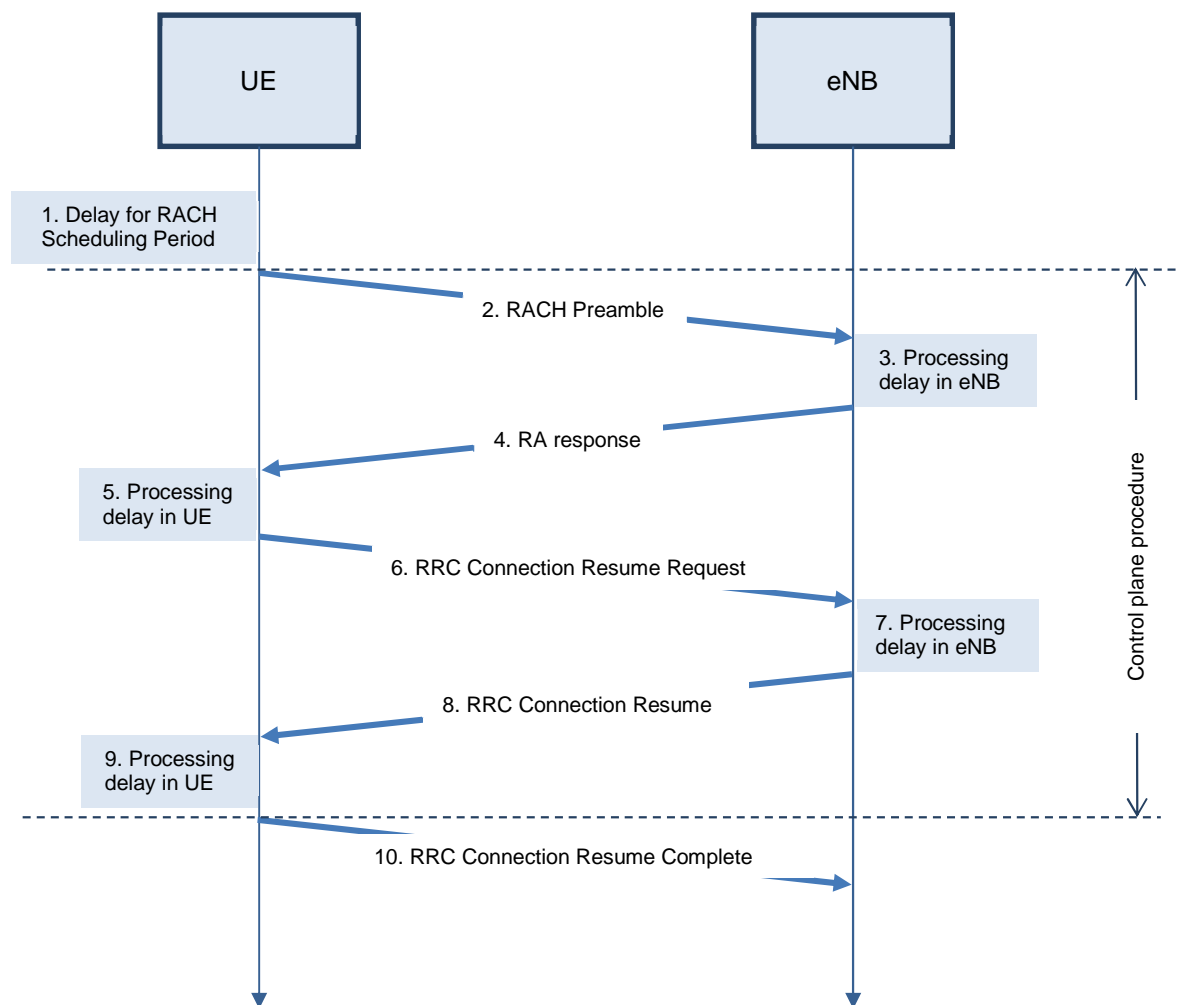 UE
eNB
1. Delay for RACH
Scheduling Period
2. RACH Preamble
3. Processing
delay in eNB
4. RA response
5. Processing
delay in UE
6. RRC Connection Resume Request
7. Processing
delay in eNB
8. RRC Connection Resume
9. Processing
delay in UE
10. RRC Connection Resume Complete
Control plane procedure